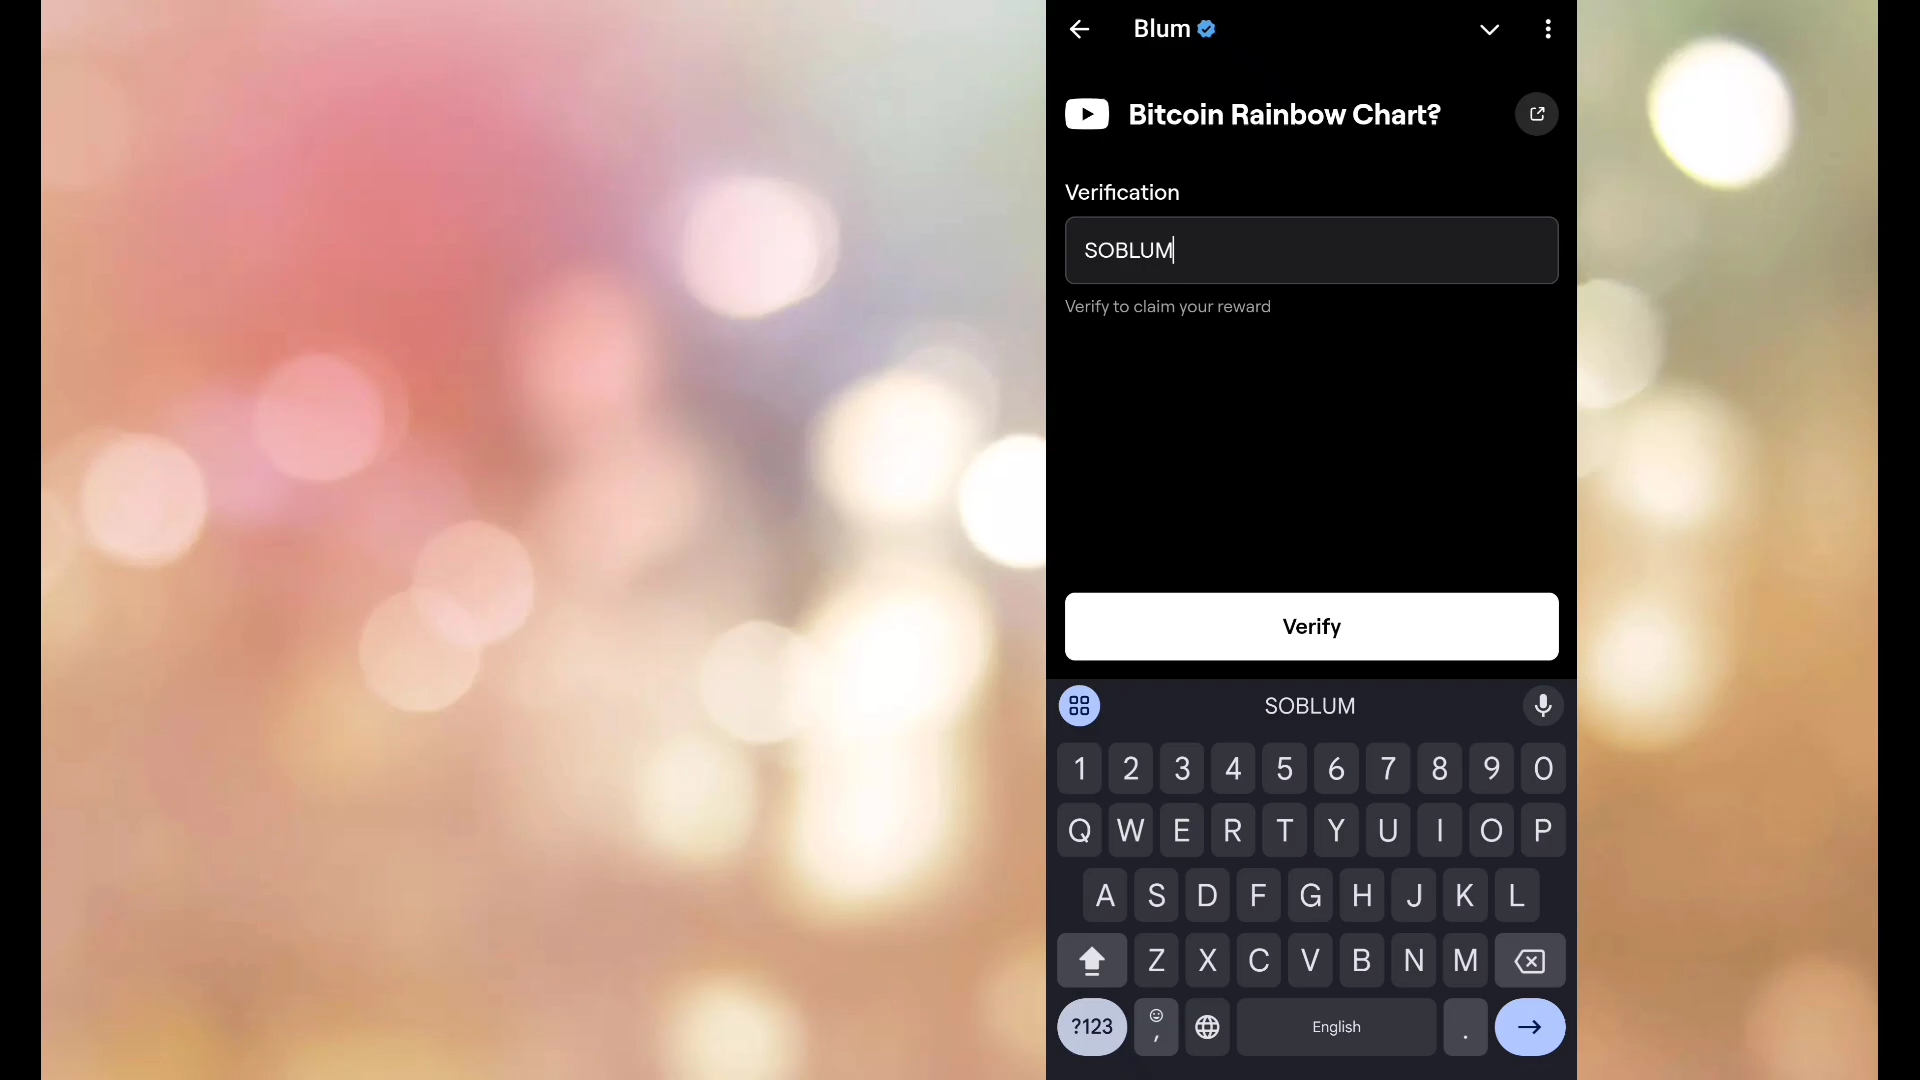 Blum
Bitcoin Rainbow Chart?
Verification
SOBLUM
Verify to claim your reward
Verify
SOBLUM
1 2 3 4 5 6 7 8 9 0
Q W E R T Y U I O P
A S D F G H J K L
Z X C V B N M
?123 , English .